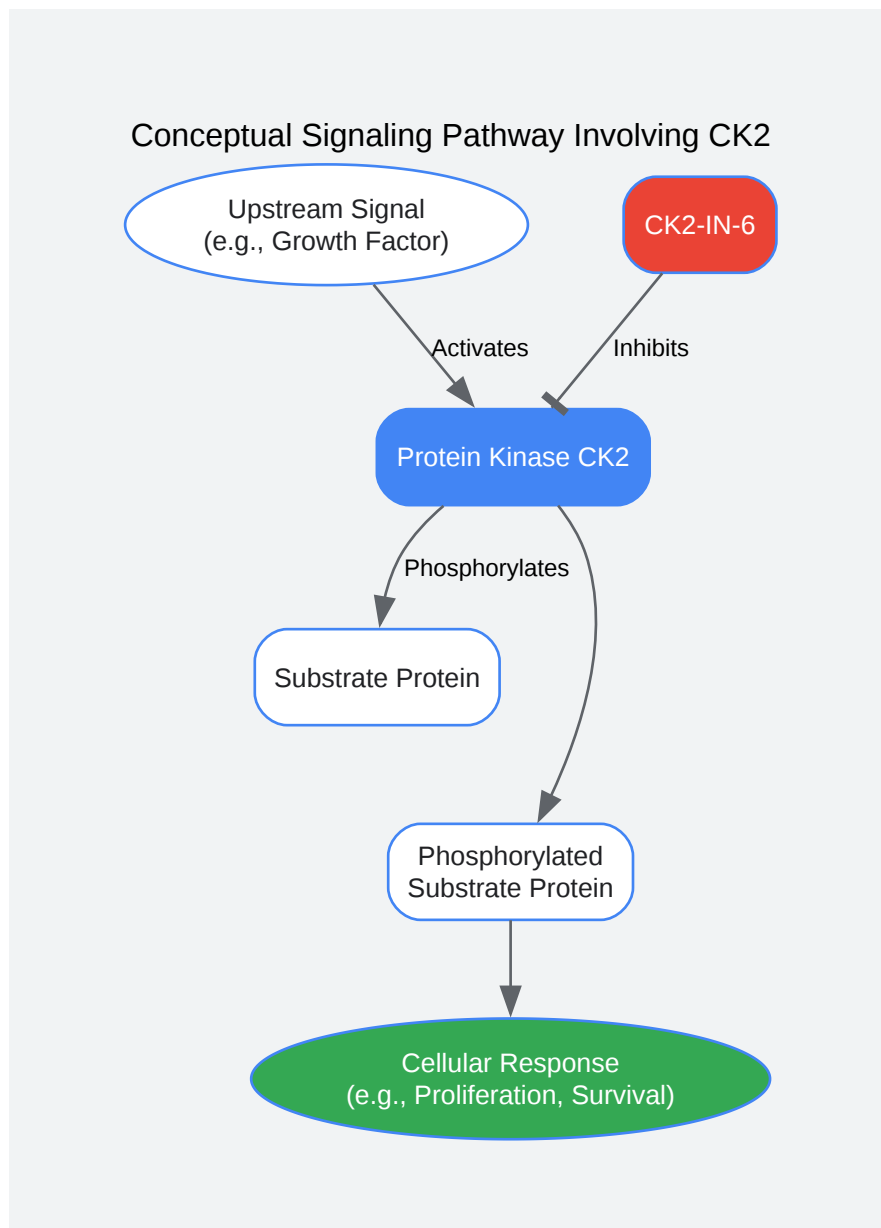 Conceptual Signaling Pathway Involving CK2
Upstream Signal
(e.g., Growth Factor)
CK2-IN-6
Activates
Inhibits
Protein Kinase CK2
Phosphorylates
Substrate Protein
Phosphorylated
Substrate Protein
Cellular Response
(e.g., Proliferation, Survival)